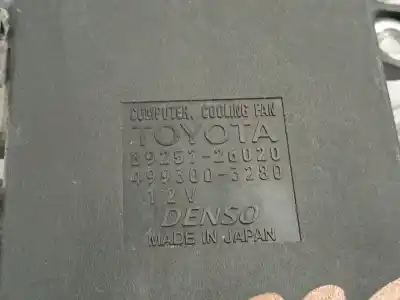 COMPUTER, COOLING FAN
TOYOTA
89257-26020
499300-3280
12V
DENSO
MADE IN JAPAN